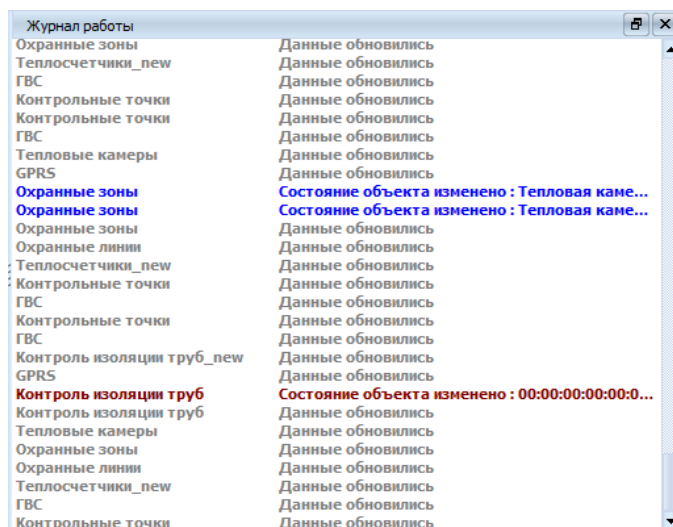 Журнал работы
Охранные зоны Данные обновились
Теплосчетчики_new Данные обновились
ГВС Данные обновились
Контрольные точки Данные обновились
Контрольные точки Данные обновились
ГВС Данные обновились
Тепловые камеры Данные обновились
GPRS Данные обновились
Охранные зоны Состояние объекта изменено : Тепловая каме...
Охранные зоны Состояние объекта изменено : Тепловая каме...
Охранные зоны Данные обновились
Охранные линии Данные обновились
Теплосчетчики_new Данные обновились
Контрольные точки Данные обновились
ГВС Данные обновились
Контрольные точки Данные обновились
ГВС Данные обновились
Контроль изоляции труб_new Данные обновились
GPRS Данные обновились
Контроль изоляции труб Состояние объекта изменено : 00:00:00:00:00:0...
Контроль изоляции труб Данные обновились
Тепловые камеры Данные обновились
Охранные зоны Данные обновились
Охранные линии Данные обновились
Теплосчетчики_new Данные обновились
ГВС Данные обновились
Контрольные точки Данные обновились